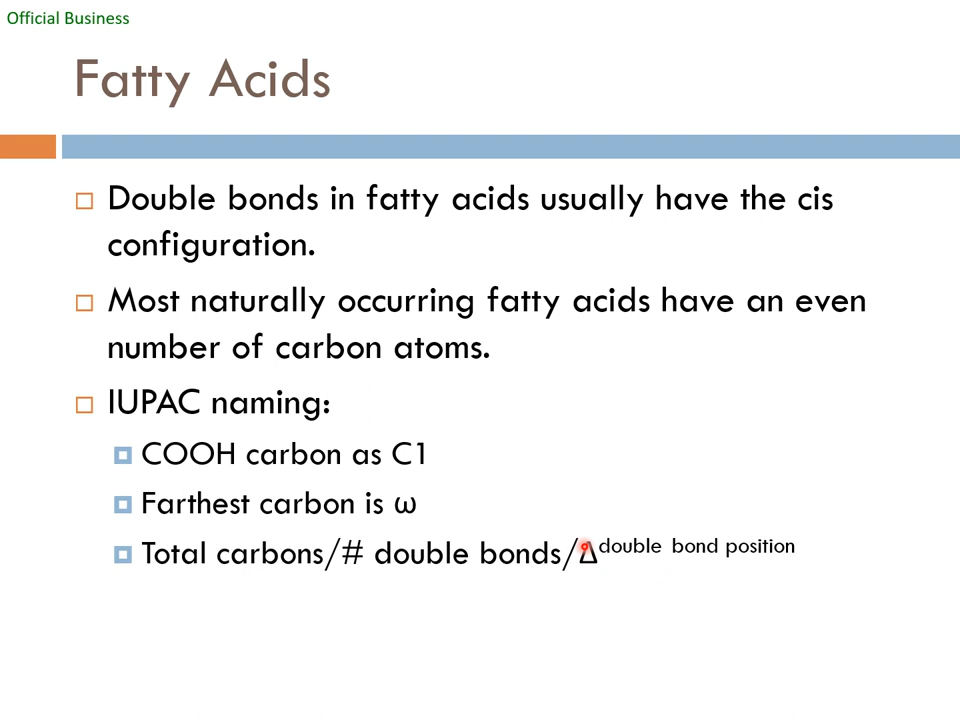 Official Business
Fatty Acids
Double bonds in fatty acids usually have the cis
configuration.
Most naturally occurring fatty acids have an even
number of carbon atoms.
IUPAC naming:
COOH carbon as C1
Farthest carbon is ω
Total carbons/# double bonds/Δdouble bond position